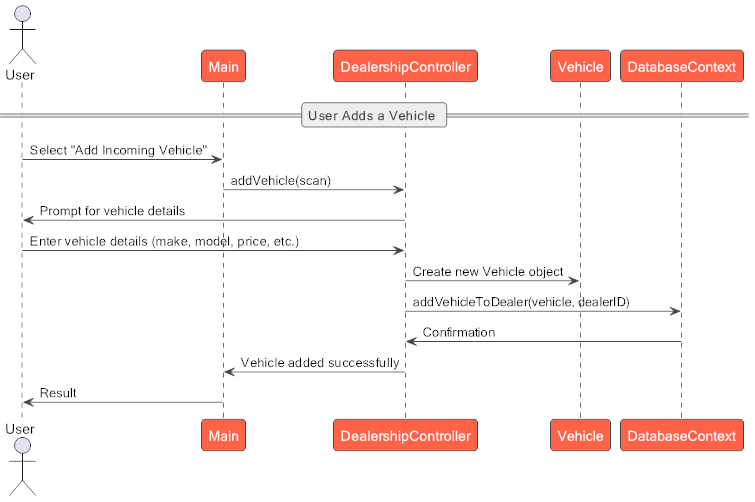 User
Main
DealershipController
Vehicle
DatabaseContext
User Adds a Vehicle
Select "Add Incoming Vehicle"
addVehicle(scan)
Prompt for vehicle details
Enter vehicle details (make, model, price, etc.)
Create new Vehicle object
addVehicleToDealer(vehicle, dealerID)
Confirmation
Vehicle added successfully
Result
User
Main
DealershipController
Vehicle
DatabaseContext